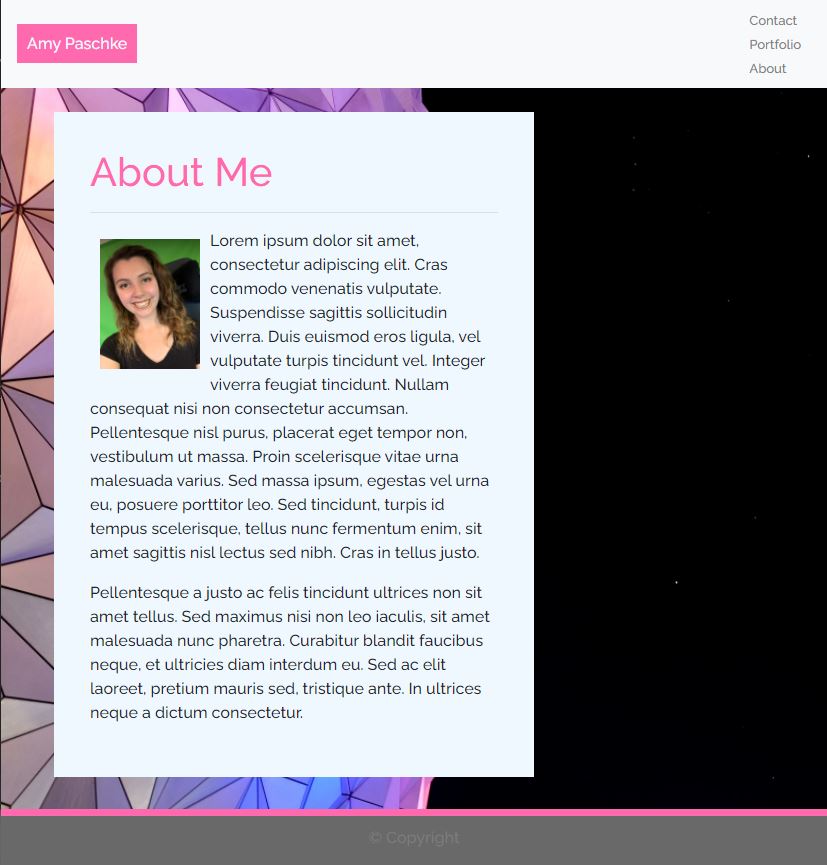 Amy Paschke
Contact
Portfolio
About
About Me
Lorem ipsum dolor sit amet,
consectetur adipiscing elit. Cras
commodo venenatis vulputate.
Suspendisse sagittis sollicitudin
viverra. Duis euismod eros ligula, vel
vulputate turpis tincidunt vel. Integer
viverra feugiat tincidunt. Nullam
consequat nisi non consectetur accumsan.
Pellentesque nisl purus, placerat eget tempor non,
vestibulum ut massa. Proin scelerisque vitae urna
malesuada varius. Sed massa ipsum, egestas vel urna
eu, posuere porttitor leo. Sed tincidunt, turpis id
tempus scelerisque, tellus nunc fermentum enim, sit
amet sagittis nisl lectus sed nibh. Cras in tellus justo.
Pellentesque a justo ac felis tincidunt ultrices non sit
amet tellus. Sed maximus nisi non leo iaculis, sit amet
malesuada nunc pharetra. Curabitur blandit faucibus
neque, et ultricies diam interdum eu. Sed ac elit
laoreet, pretium mauris sed, tristique ante. In ultrices
neque a dictum consectetur.
© Copyright